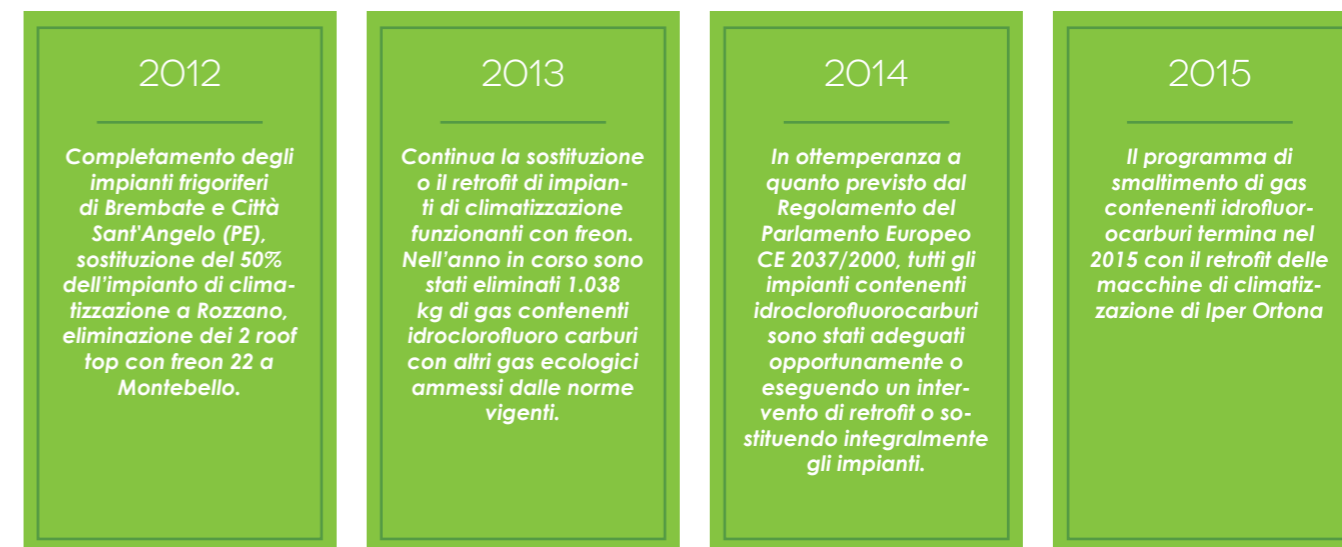 2012
Completamento degli
impianti frigoriferi
di Brembate e Città
Sant'Angelo (PE),
sostituzione del 50%
dell'impianto di clima-
tizzazione a Rozzano,
eliminazione dei 2 roof
top con freon 22 a
Montebello.
2013
Continua la sostituzione
o il retrofit di impian-
ti di climatizzazione
funzionanti con freon.
Nell'anno in corso sono
stati eliminati 1.038
kg di gas contenenti
idroclorofluoro carburi
con altri gas ecologici
ammessi dalle norme
vigenti.
2014
In ottemperanza a
quanto previsto dal
Regolamento del
Parlamento Europeo
CE 2037/2000, tutti gli
impianti contenenti
idroclorofluorocarburi
sono stati adeguati
opportunamente o
eseguendo un inter-
vento di retrofit o so-
stituendo integralmente
gli impianti.
2015
Il programma di
smaltimento di gas
contenenti idrofluor-
ocarburi termina nel
2015 con il retrofit delle
macchine di climatiz-
zazione di Iper Ortona